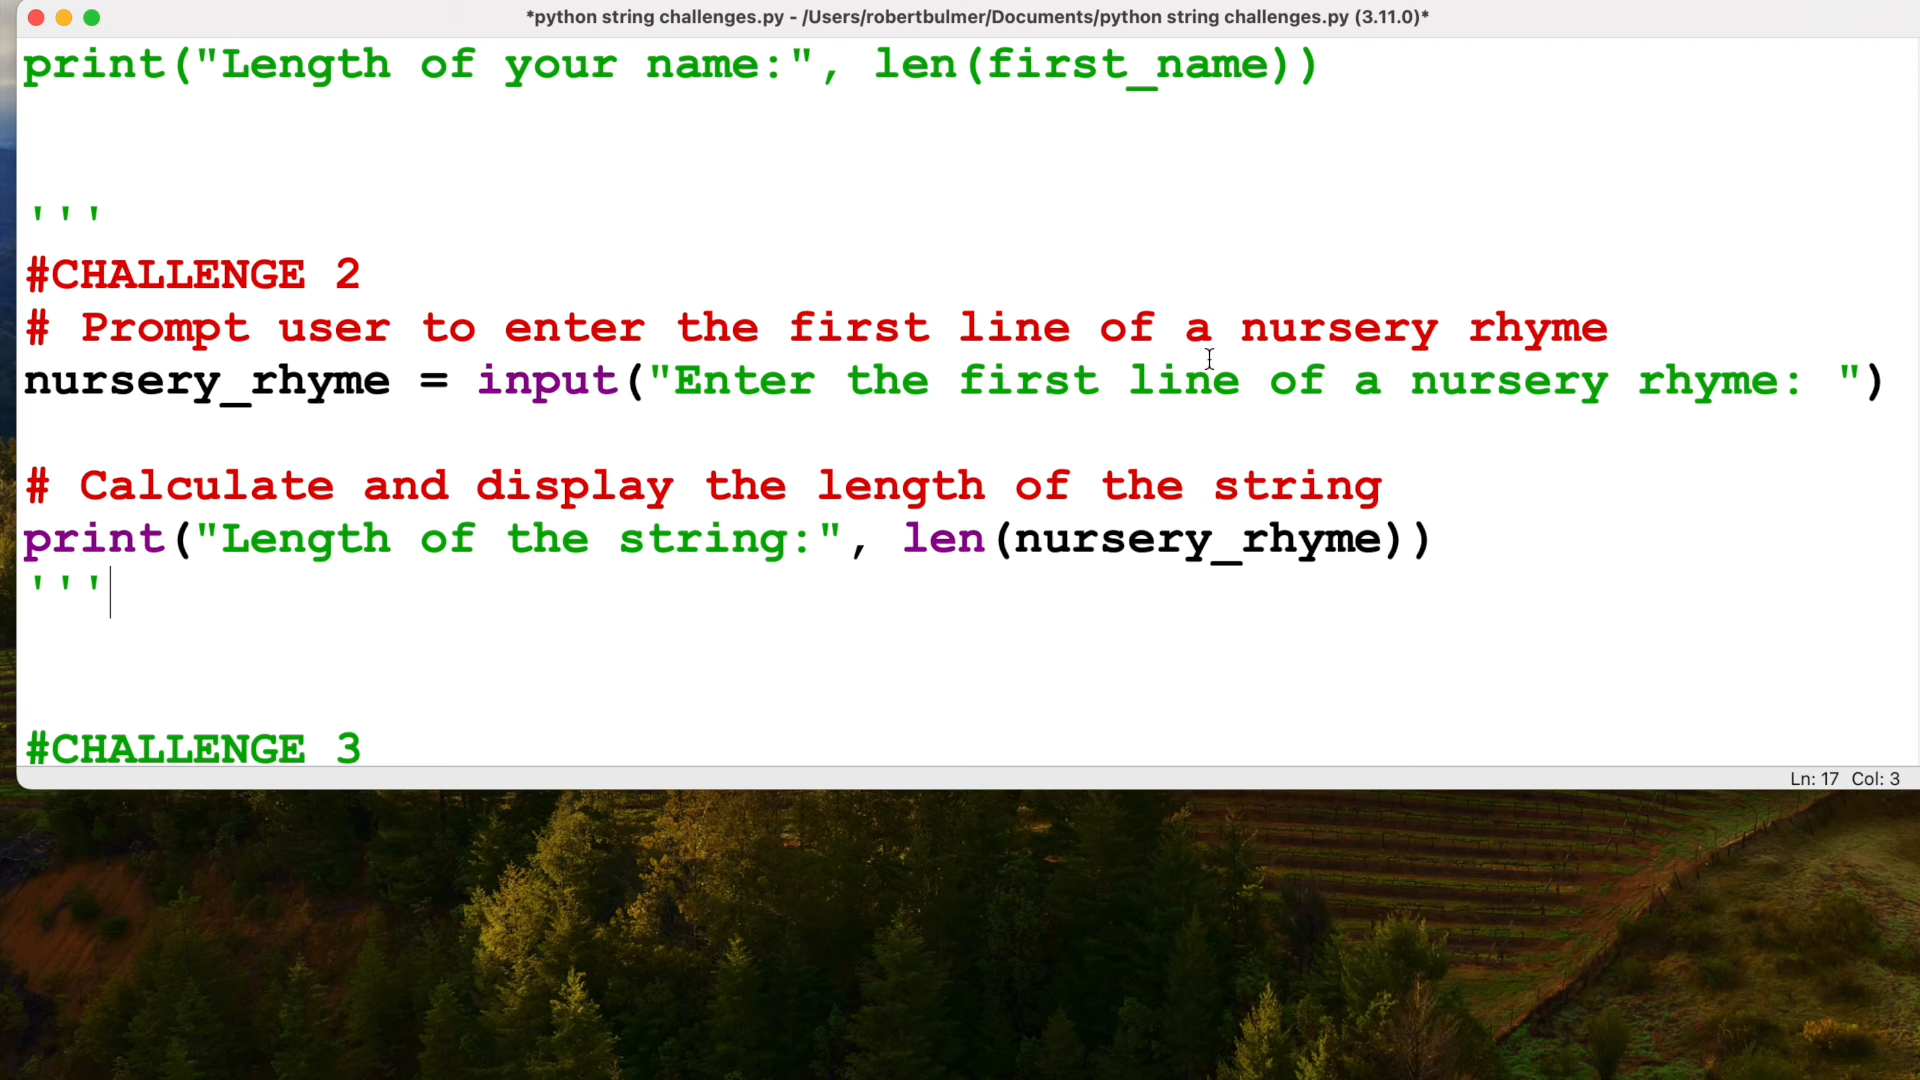 *python string challenges.py - /Users/robertbulmer/Documents/python string challenges.py (3.11.0)*
print("Length of your name:", len(first_name))
'''
#CHALLENGE 2
# Prompt user to enter the first line of a nursery rhyme
nursery_rhyme = input("Enter the first line of a nursery rhyme: ")
# Calculate and display the length of the string
print("Length of the string:", len(nursery_rhyme))
'''
#CHALLENGE 3
Ln: 17 Col: 3